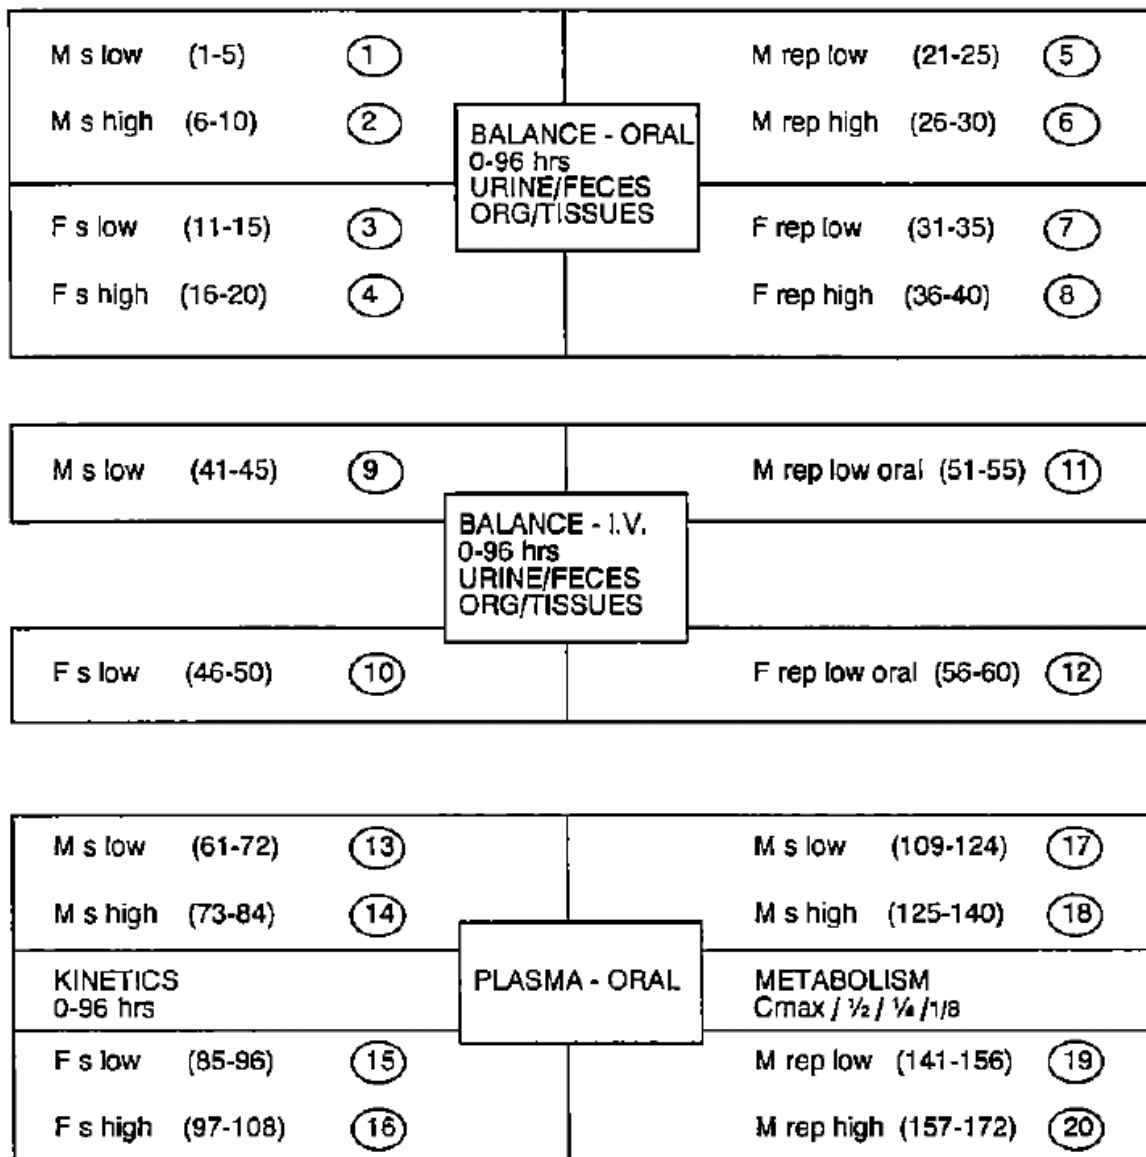 M s low (1-5) 1
M s high (6-10) 2
M rep low (21-25) 5
M rep high (26-30) 6
BALANCE - ORAL
0-96 hrs
URINE/FECES
ORG/TISSUES
F s low (11-15) 3
F s high (16-20) 4
F rep low (31-35) 7
F rep high (36-40) 8
M s low (41-45) 9
M rep low oral (51-55) 11
BALANCE - I.V.
0-96 hrs
URINE/FECES
ORG/TISSUES
F s low (46-50) 10
F rep low oral (56-60) 12
M s low (61-72) 13
M s high (73-84) 14
M s low (109-124) 17
M s high (125-140) 18
KINETICS
0-96 hrs
PLASMA - ORAL
METABOLISM
Cmax / ½ / ¼ /1/8
F s low (85-96) 15
F s high (97-108) 16
M rep low (141-156) 19
M rep high (157-172) 20